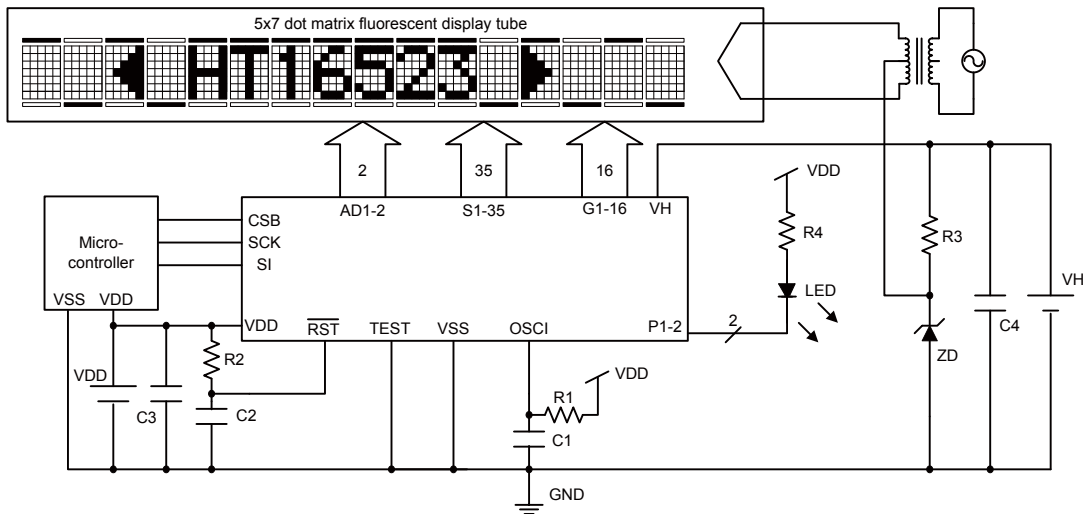 5x7 dot matrix fluorescent display tube
HT16523
2
35
16
VDD
AD1-2
S1-35
G1-16
VH
R4
R3
CSB
SCK
SI
Micro-
controller
VSS
VDD
VDD
RST
TEST
VSS
OSCI
P1-2
2
LED
C4
VH
ZD
R2
VDD
C3
C2
R1
VDD
C1
GND